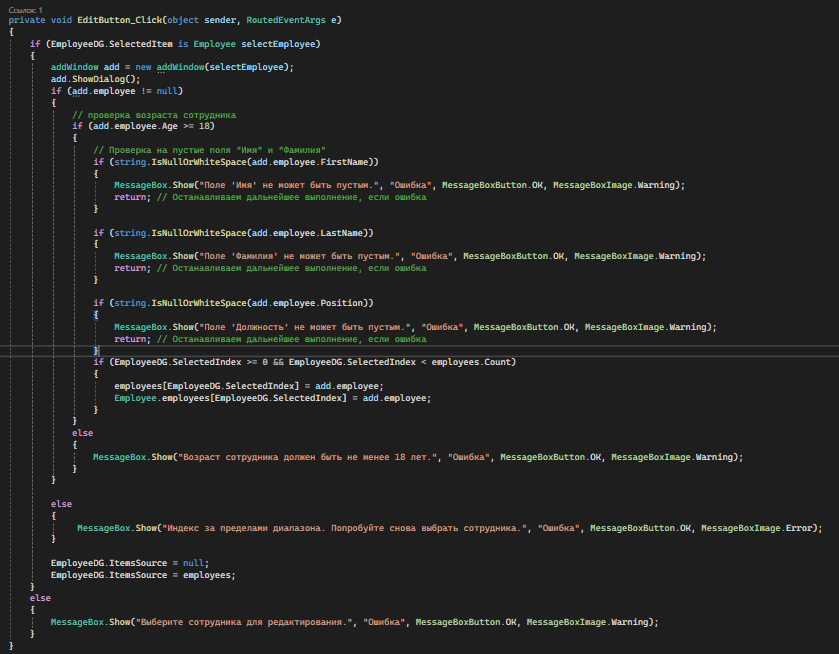 Ссылок: 1
private void EditButton_Click(object sender, RoutedEventArgs e)
{
if (EmployeeDG.SelectedItem is Employee selectEmployee)
{
addWindow add = new addWindow(selectEmployee);
add.ShowDialog();
if (add.employee != null)
{
// проверка возраста сотрудника
if (add.employee.Age >= 18)
{
// Проверка на пустые поля "Имя" и "Фамилия"
if (string.IsNullOrWhiteSpace(add.employee.FirstName))
{
MessageBox.Show("Поле 'Имя' не может быть пустым.", "Ошибка", MessageBoxButton.OK, MessageBoxImage.Warning);
return; // Останавливаем дальнейшее выполнение, если ошибка
}
if (string.IsNullOrWhiteSpace(add.employee.LastName))
{
MessageBox.Show("Поле 'Фамилия' не может быть пустым.", "Ошибка", MessageBoxButton.OK, MessageBoxImage.Warning);
return; // Останавливаем дальнейшее выполнение, если ошибка
}
if (string.IsNullOrWhiteSpace(add.employee.Position))
{
MessageBox.Show("Поле 'Должность' не может быть пустым.", "Ошибка", MessageBoxButton.OK, MessageBoxImage.Warning);
return; // Останавливаем дальнейшее выполнение, если ошибка
}
if (EmployeeDG.SelectedIndex >= 0 && EmployeeDG.SelectedIndex < employees.Count)
{
employees[EmployeeDG.SelectedIndex] = add.employee;
Employee.employees[EmployeeDG.SelectedIndex] = add.employee;
}
}
else
{
MessageBox.Show("Возраст сотрудника должен быть не менее 18 лет.", "Ошибка", MessageBoxButton.OK, MessageBoxImage.Warning);
}
}
else
{
MessageBox.Show("Индекс за пределами диапазона. Попробуйте снова выбрать сотрудника.", "Ошибка", MessageBoxButton.OK, MessageBoxImage.Error);
}
EmployeeDG.ItemsSource = null;
EmployeeDG.ItemsSource = employees;
}
else
{
MessageBox.Show("Выберите сотрудника для редактирования.", "Ошибка", MessageBoxButton.OK, MessageBoxImage.Warning);
}
}